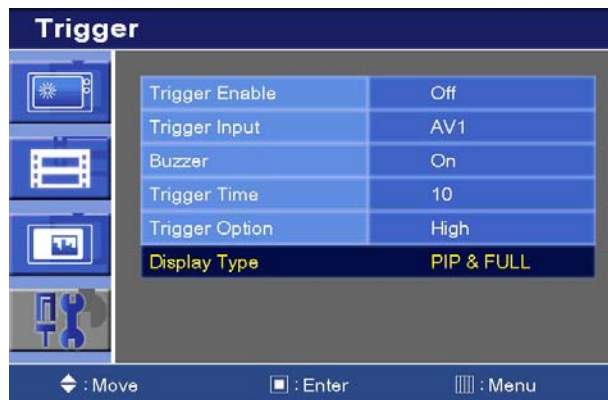 Trigger
Trigger Enable Off
Trigger Input AV1
Buzzer On
Trigger Time 10
Trigger Option High
Display Type PIP & FULL
: Move : Enter : Menu